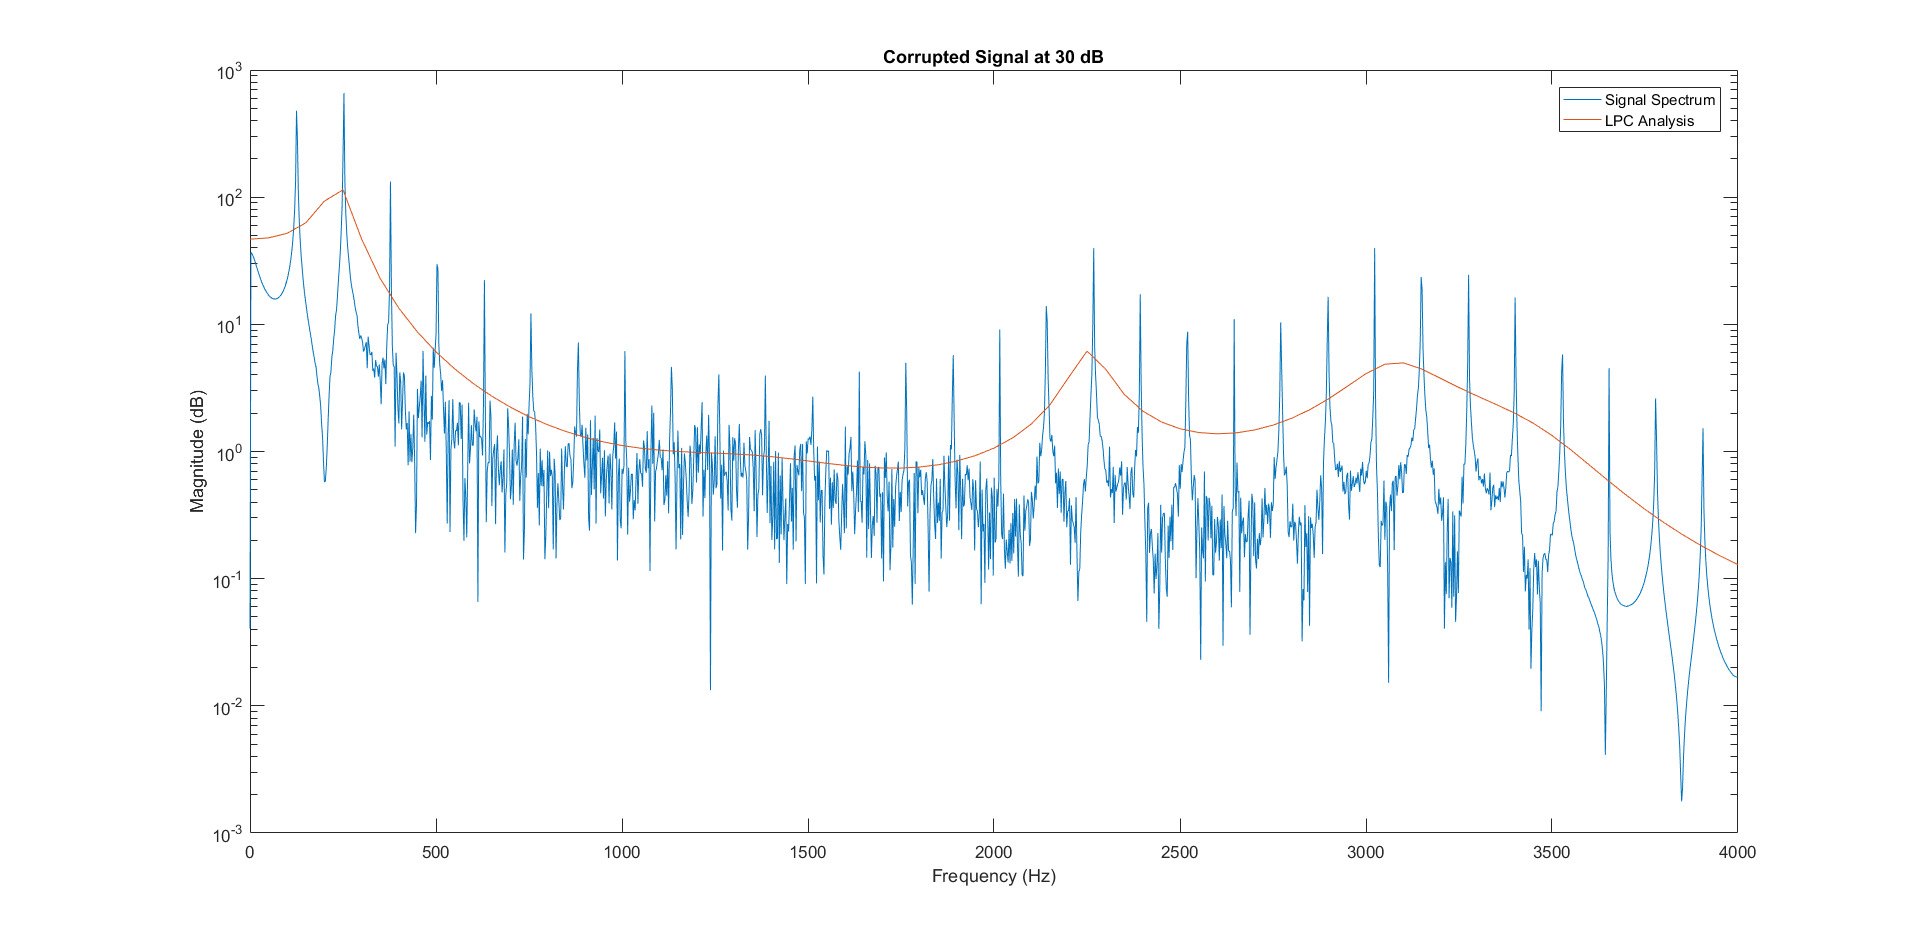 Corrupted Signal at 30 dB
10^3
10^2
10^1
10^0
10^-1
10^-2
10^-3
Magnitude (dB)
Signal Spectrum
LPC Analysis
0 500 1000 1500 2000 2500 3000 3500 4000
Frequency (Hz)